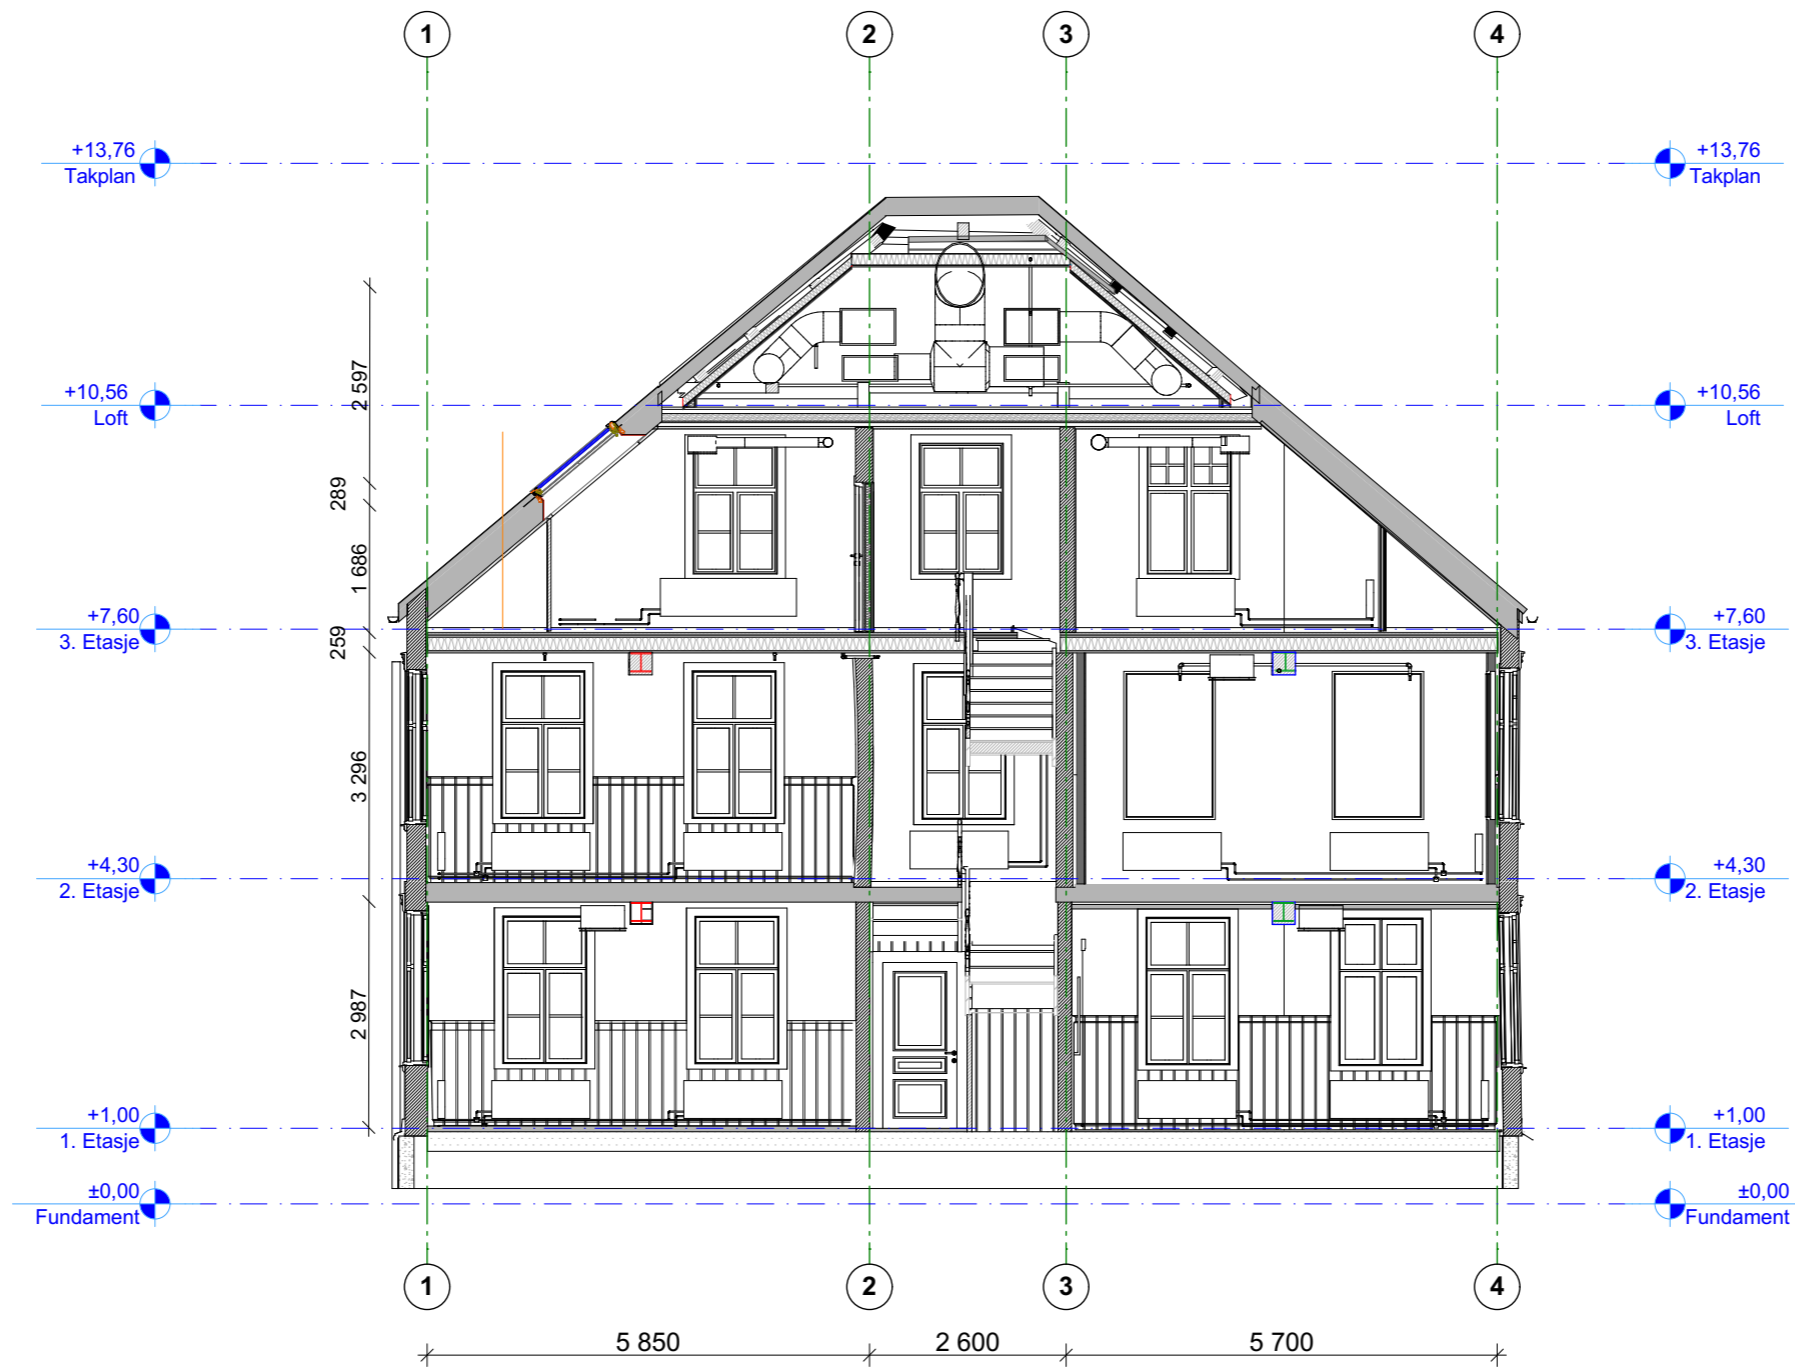 1 2 3 4
+13,76 +13,76
Takplan Takplan
2 597
+10,56 +10,56
Loft Loft
289
1 686
+7,60 +7,60
3. Etasje 3. Etasje
259
3 296
+4,30 +4,30
2. Etasje 2. Etasje
2 987
+1,00 +1,00
1. Etasje 1. Etasje
±0,00 ±0,00
Fundament Fundament
1 2 3 4
5 850 2 600 5 700